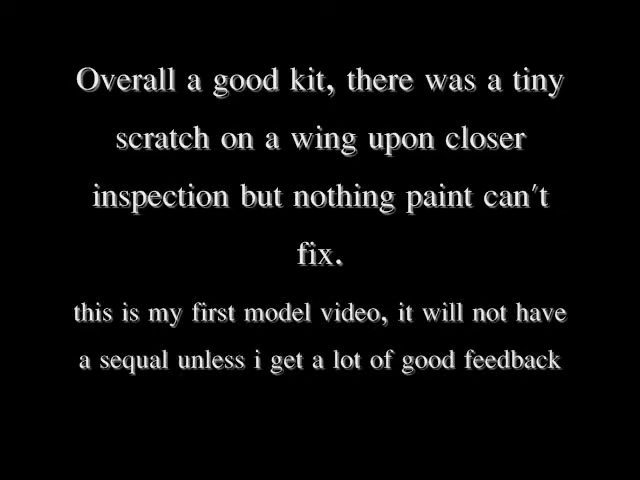 Overall a good kit, there was a tiny
scratch on a wing upon closer
inspection but nothing paint can't
fix.
this is my first model video, it will not have
a sequal unless i get a lot of good feedback